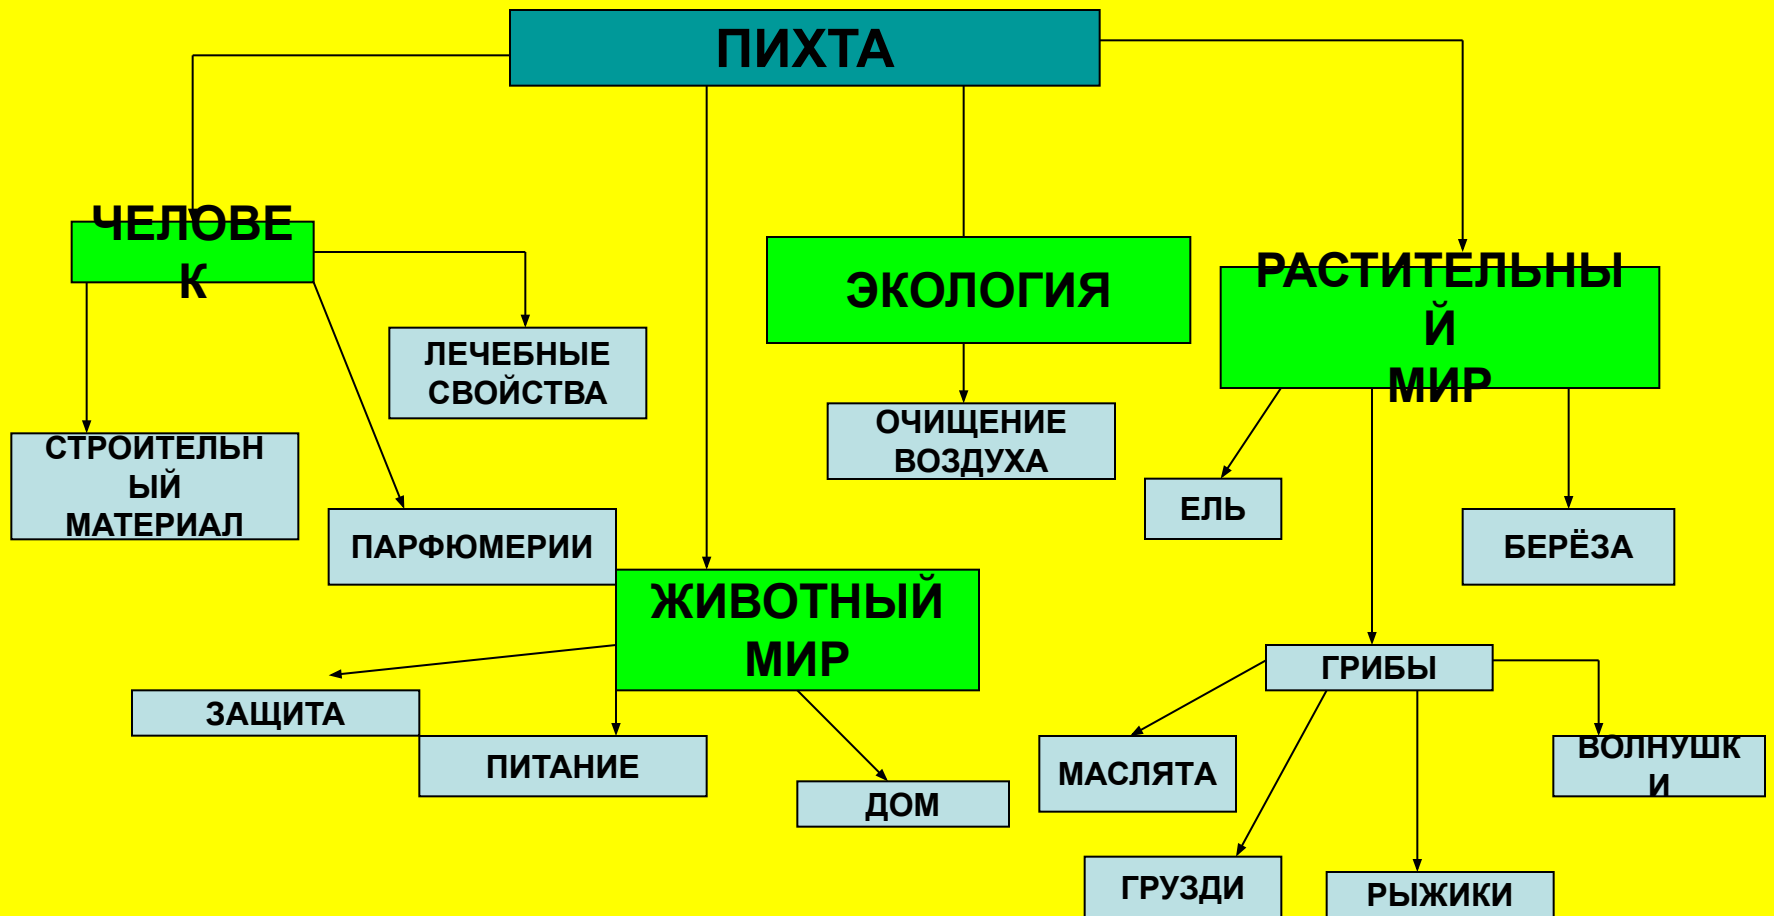 ПИХТА
ЧЕЛОВЕ
К
ЭКОЛОГИЯ
РАСТИТЕЛЬНЫ
Й
МИР
ЛЕЧЕБНЫЕ
СВОЙСТВА
ОЧИЩЕНИЕ
ВОЗДУХА
СТРОИТЕЛЬН
ЫЙ
МАТЕРИАЛ
ПАРФЮМЕРИИ
ЕЛЬ
БЕРЁЗА
ЖИВОТНЫЙ
МИР
ГРИБЫ
ЗАЩИТА
ПИТАНИЕ
ДОМ
МАСЛЯТА
ВОЛНУШК
И
ГРУЗДИ
РЫЖИКИ